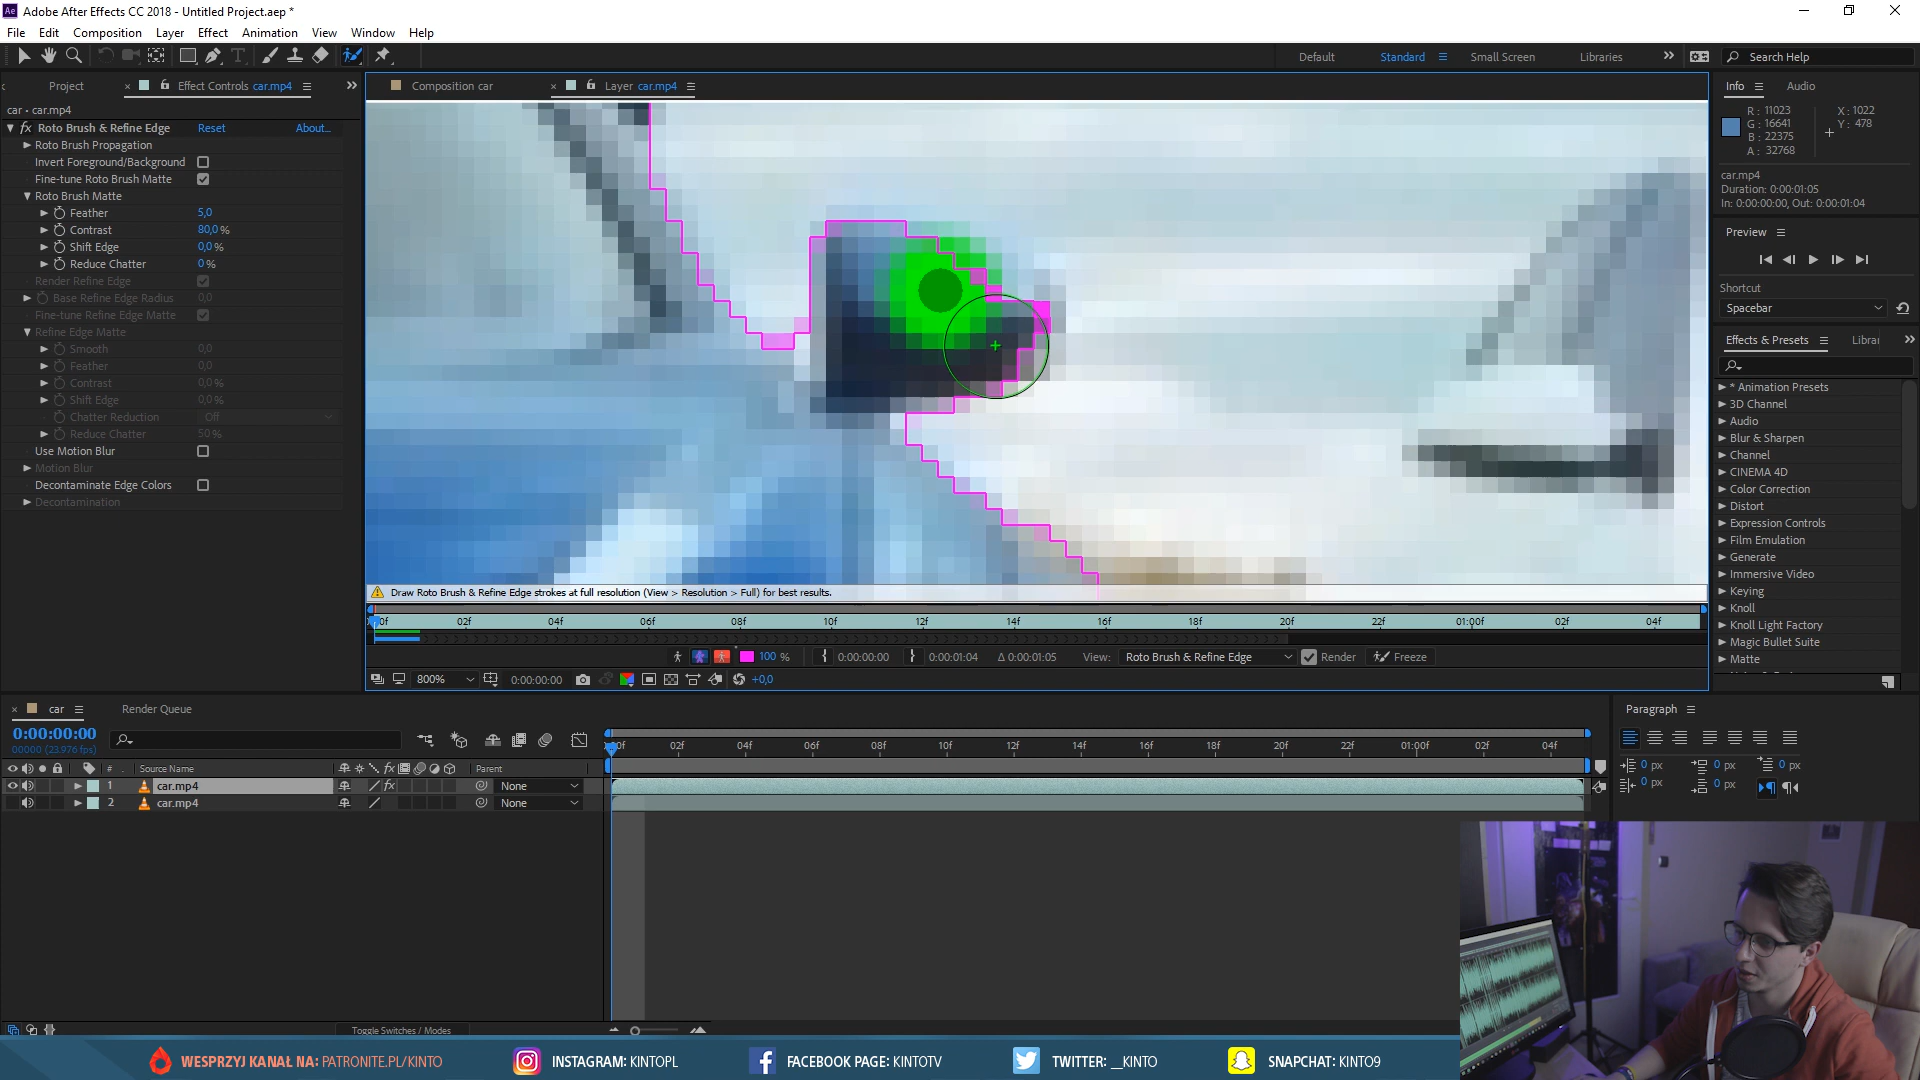 Adobe After Effects CC 2018 - Untitled Project.aep *
File Edit Composition Layer Effect Animation View Window Help
Default Standard Small Screen Libraries Search Help
Project Effect Controls car.mp4
Composition car
Layer car.mp4
car • car.mp4
fx Roto Brush & Refine Edge Reset About...
Roto Brush Propagation
Invert Foreground/Background
Fine-tune Roto Brush Matte
Roto Brush Matte
Feather 5,0
Contrast 80,0 %
Shift Edge 0,0 %
Reduce Chatter 0 %
Render Refine Edge
Base Refine Edge Radius 0,0
Fine-tune Refine Edge Matte
Refine Edge Matte
Smooth 0,0
Feather 0,0
Contrast 0,0 %
Shift Edge 0,0 %
Chatter Reduction Off
Reduce Chatter 50 %
Use Motion Blur
Motion Blur
Decontaminate Edge Colors
Decontamination
Draw Roto Brush & Refine Edge strokes at full resolution (View > Resolution > Full) for best results.
02f 04f 06f 08f 10f 12f 14f 16f 18f 20f 22f 01:00f 02f 04f
100 % 0:00:00:00 0:00:01:04 Δ 0:00:01:05 View: Roto Brush & Refine Edge Render Freeze
800% 0:00:00:00 +0,0
Info Audio
R : 11023
G : 16641
B : 22375
A : 32768
X : 1022
Y : 478
car.mp4
Duration: 0:00:01:05
In: 0:00:00:00, Out: 0:00:01:04
Preview
Shortcut
Spacebar
Effects & Presets Librar
* Animation Presets
3D Channel
Audio
Blur & Sharpen
Channel
CINEMA 4D
Color Correction
Distort
Expression Controls
Film Emulation
Generate
Immersive Video
Keying
Knoll
Knoll Light Factory
Magic Bullet Suite
Matte
car Render Queue
0:00:00:00
00000 (23.976 fps)
02f 04f 06f 08f 10f 12f 14f 16f 18f 20f 22f 01:00f 02f 04f
# Source Name fx Parent
1 car.mp4 fx None
2 car.mp4 None
Toggle Switches / Modes
Paragraph
0 px 0 px 0 px
0 px 0 px
WESPRZYJ KANAŁ NA: PATRONITE.PL/KINTO
INSTAGRAM: KINTOPL
FACEBOOK PAGE: KINTOTV
TWITTER: __KINTO
SNAPCHAT: KINTO9